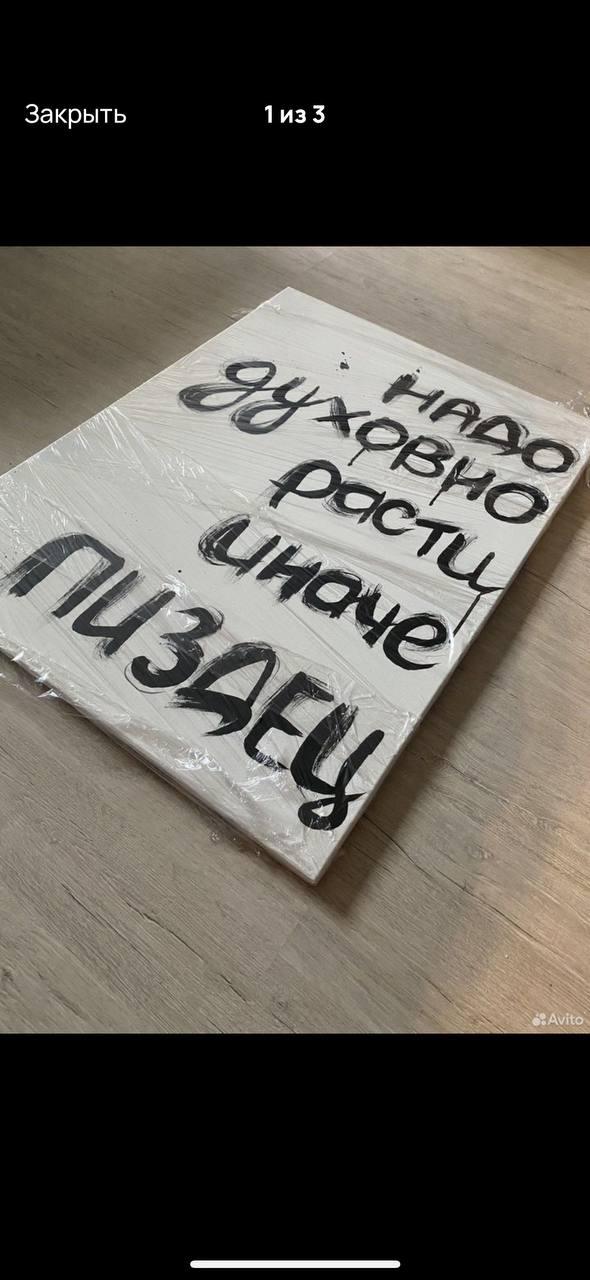 Закрыть
1 из 3
надо
духовно
расти
иначе
ПИЗДЕЦ
Avito